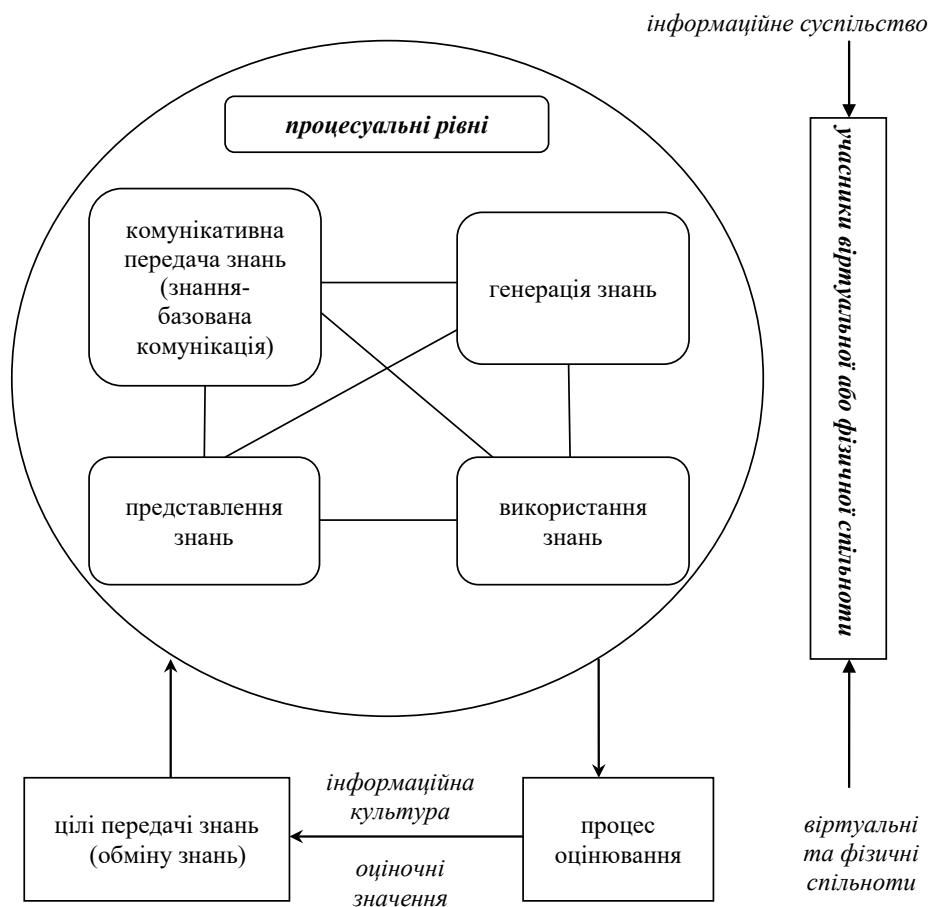 інформаційне суспільство
процесуальні рівні
комунікативна
передача знань
(знання-
базована
комунікація)
генерація знань
представлення
знань
використання
знань
учасники віртуальної або фізичної спільноти
цілі передачі знань
(обміну знань)
інформаційна
культура
оціночні
значення
процес
оцінювання
віртуальні
та фізичні
спільноти